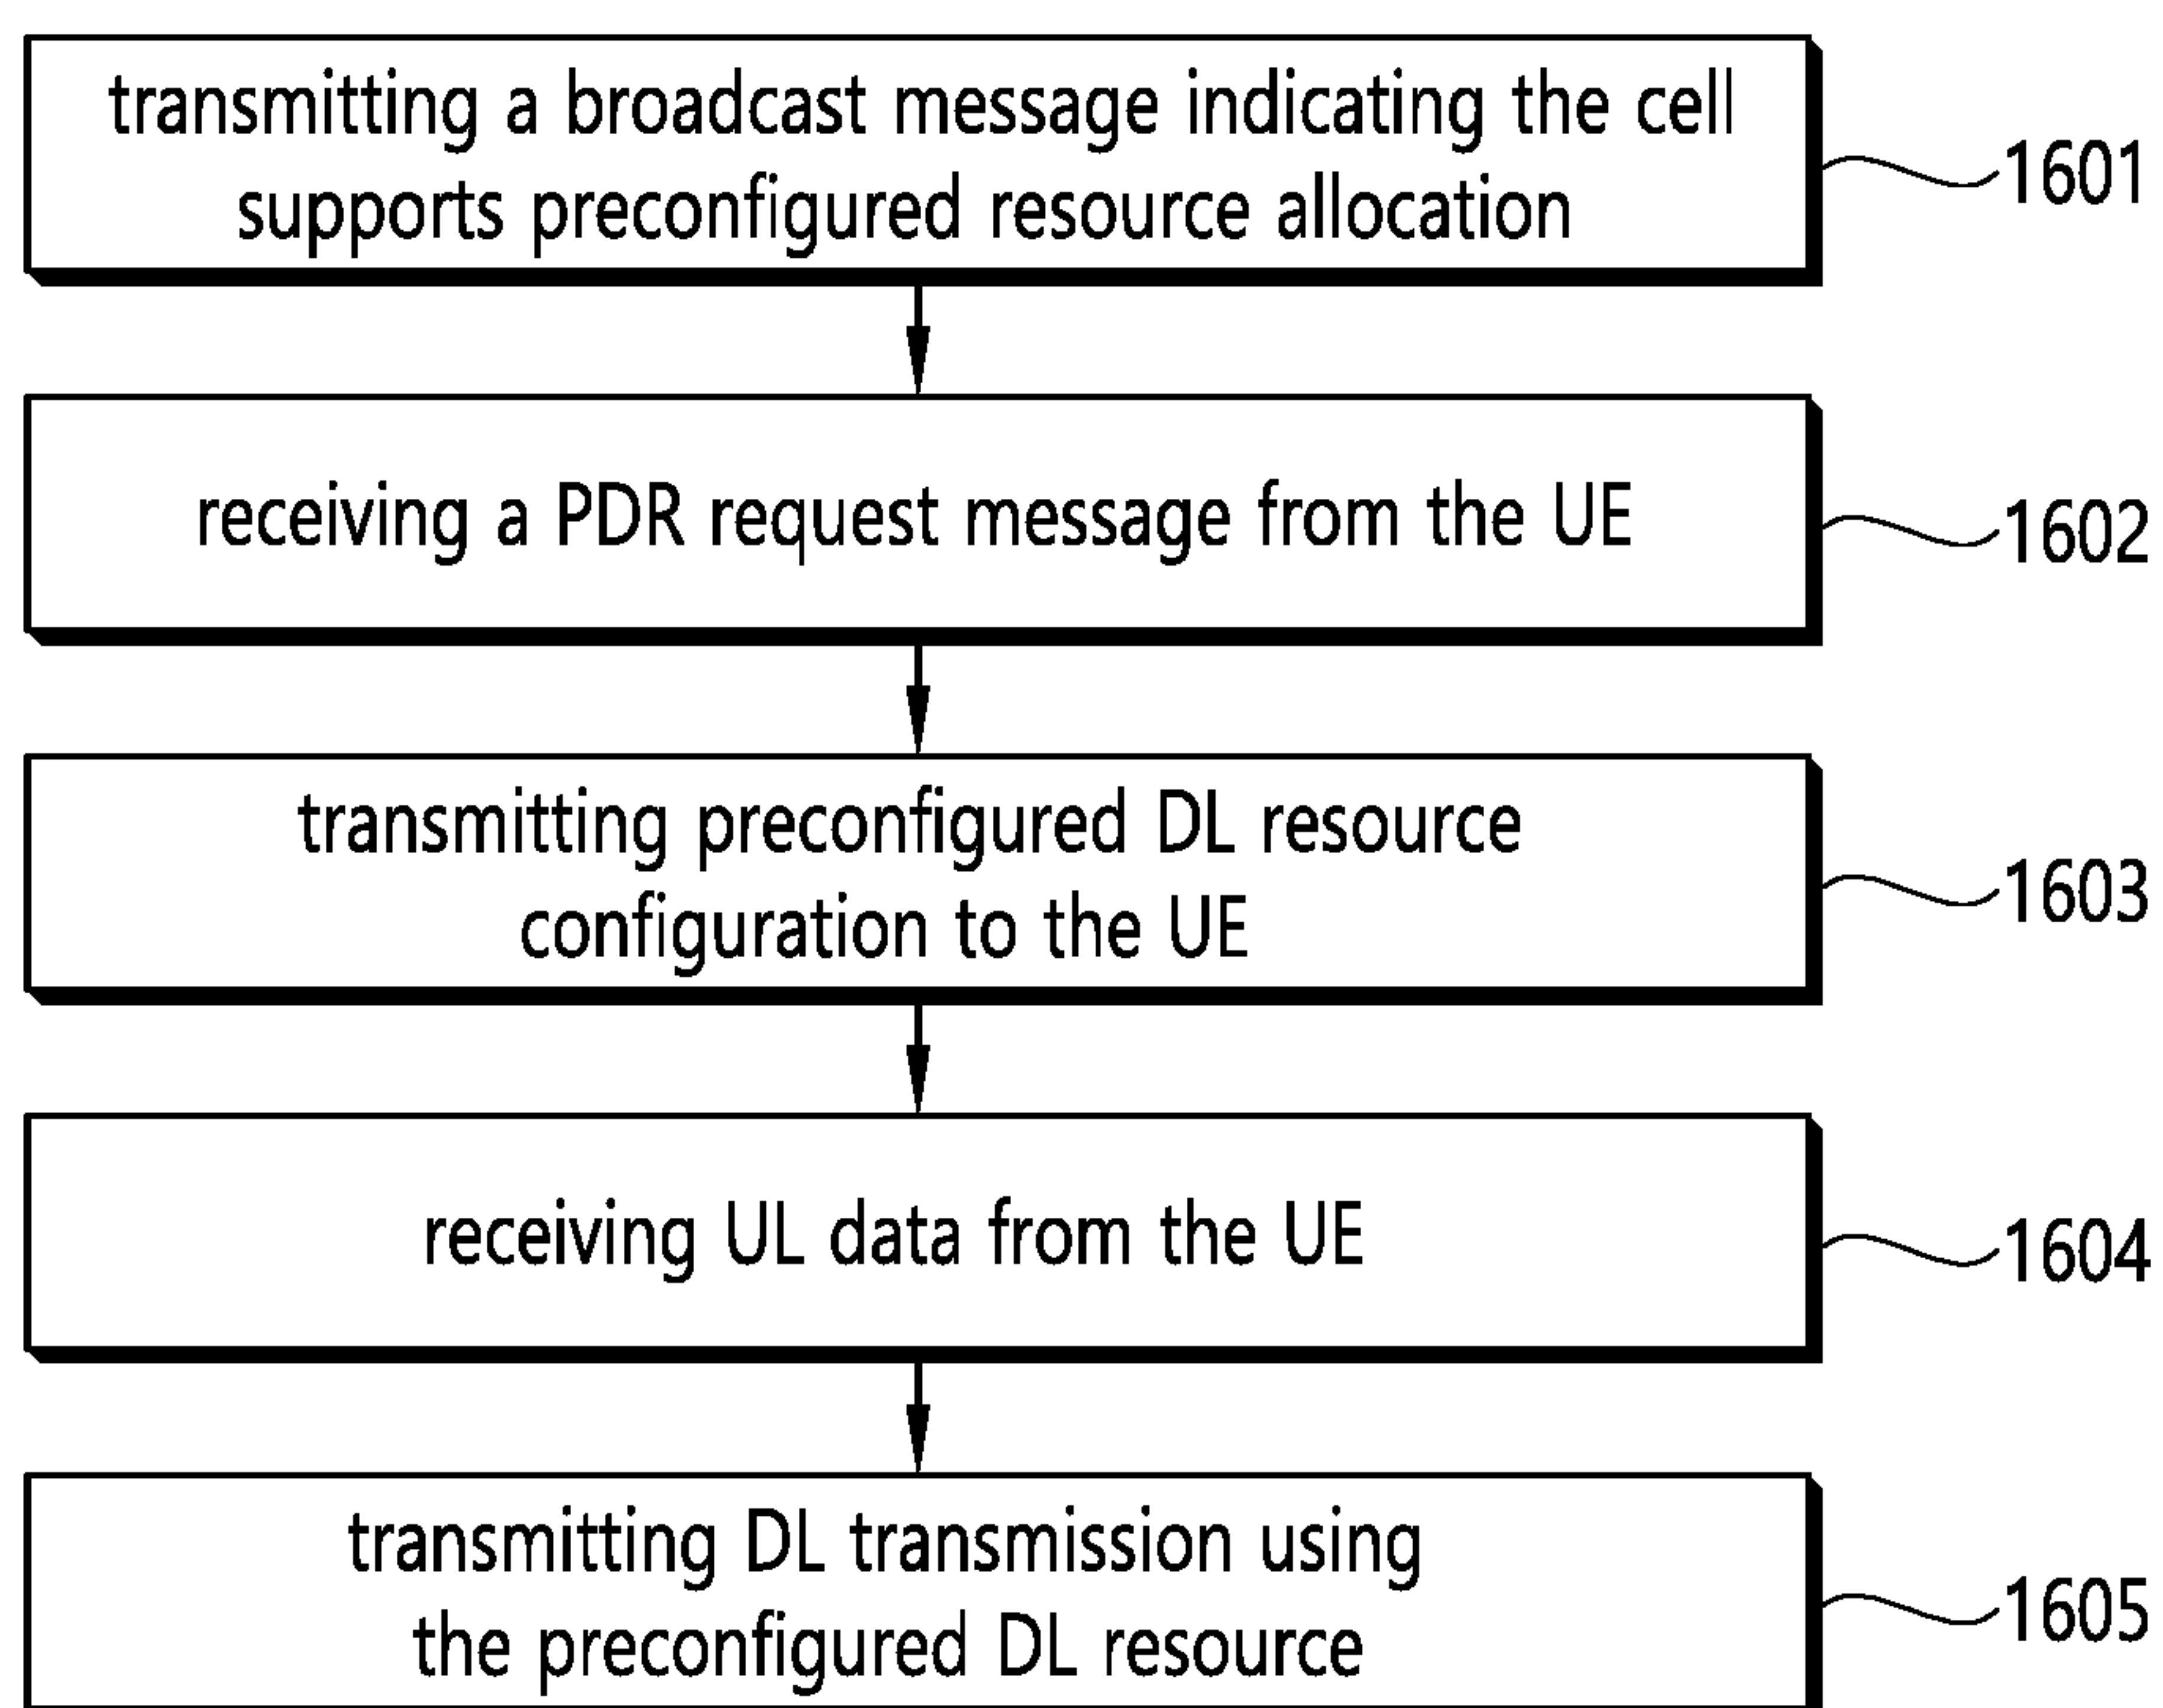 transmitting a broadcast message indicating the cell
supports preconfigured resource allocation
1601
receiving a PDR request message from the UE
1602
transmitting preconfigured DL resource
configuration to the UE
1603
receiving UL data from the UE
1604
transmitting DL transmission using
the preconfigured DL resource
1605